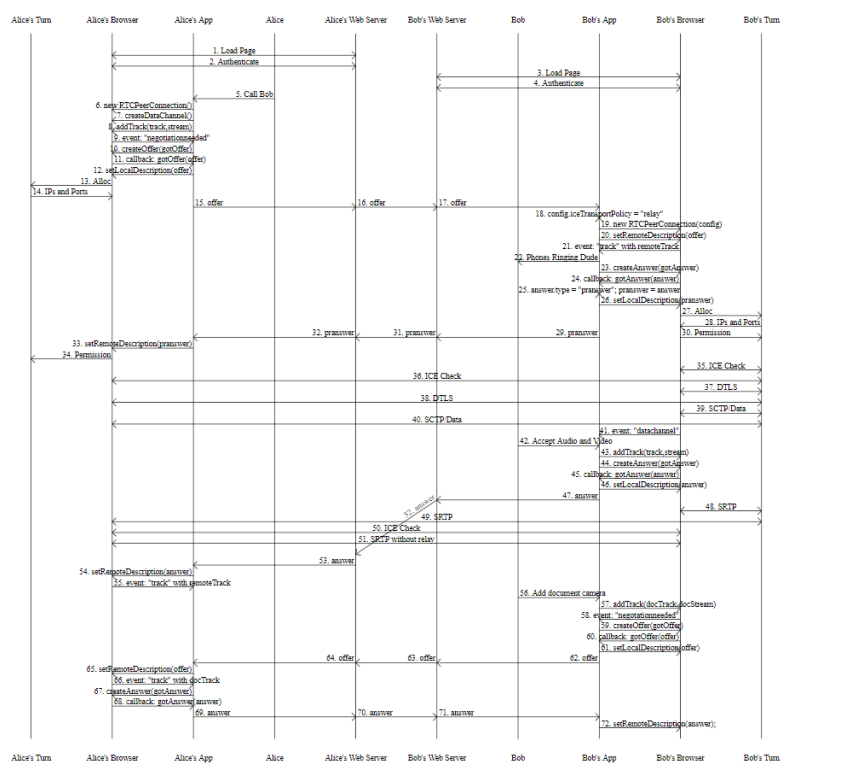 Alice's Turn Alice's Browser Alice's App Alice Alice's Web Server Bob's Web Server Bob Bob's App Bob's Browser Bob's Turn
1. Load Page
2. Authenticate
3. Load Page
4. Authenticate
5. Call Bob
6. new RTCPeerConnection()
7. createDataChannel()
8. addTrack(track,stream)
9. event: "negotiationneeded"
10. createOffer(gotOffer)
11. callback: gotOffer(offer)
12. setLocalDescription(offer)
13. Alloc
14. IPs and Ports
15. offer 16. offer 17. offer
18. config.iceTransportPolicy = "relay"
19. new RTCPeerConnection(config)
20. setRemoteDescription(offer)
21. event: "track" with remoteTrack
22. Phones Ringing Dude
23. createAnswer(gotAnswer)
24. callback: gotAnswer(answer)
25. answer.type = "pranswer"; pranswer = answer
26. setLocalDescription(pranswer)
27. Alloc
28. IPs and Ports
32. pranswer 31. pranswer 29. pranswer 30. Permission
33. setRemoteDescription(pranswer)
34. Permission
35. ICE Check
36. ICE Check
37. DTLS
38. DTLS
39. SCTP/Data
40. SCTP/Data
41. event: "datachannel"
42. Accept Audio and Video
43. addTrack(track,stream)
44. createAnswer(gotAnswer)
45. callback: gotAnswer(answer)
46. setLocalDescription(answer)
47. answer
52. answer
48. SRTP
49. SRTP
50. ICE Check
51. SRTP without relay
53. answer
54. setRemoteDescription(answer)
55. event: "track" with remoteTrack
56. Add document camera
57. addTrack(docTrack,docStream)
58. event: "negotationneeded"
59. createOffer(gotOffer)
60. callback: gotOffer(offer)
61. setLocalDescription(offer)
64. offer 63. offer 62. offer
65. setRemoteDescription(offer)
66. event: "track" with docTrack
67. createAnswer(gotAnswer)
68. callback: gotAnswer(answer)
69. answer 70. answer 71. answer
72. setRemoteDescription(answer);
Alice's Turn Alice's Browser Alice's App Alice Alice's Web Server Bob's Web Server Bob Bob's App Bob's Browser Bob's Turn